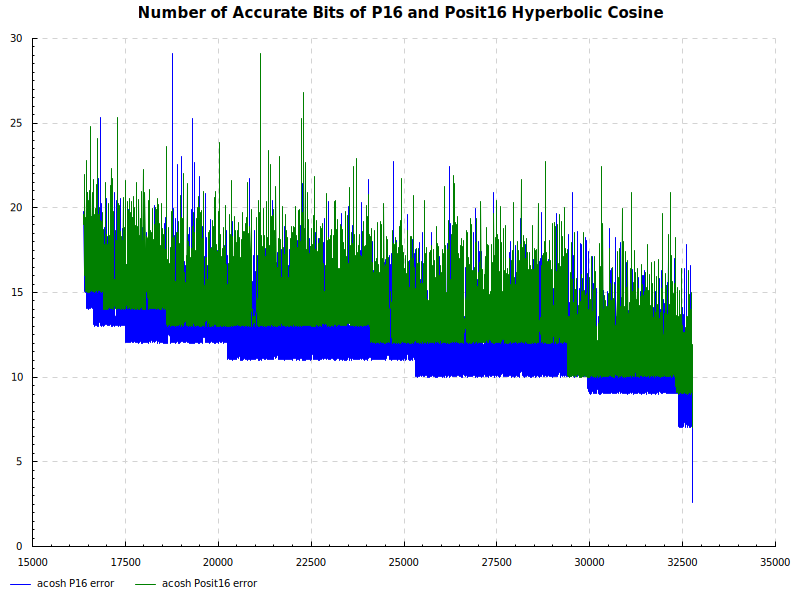 Number of Accurate Bits of P16 and Posit16 Hyperbolic Cosine
30
25
20
15
10
5
0
15000 17500 20000 22500 25000 27500 30000 32500 35000
acosh P16 error acosh Posit16 error